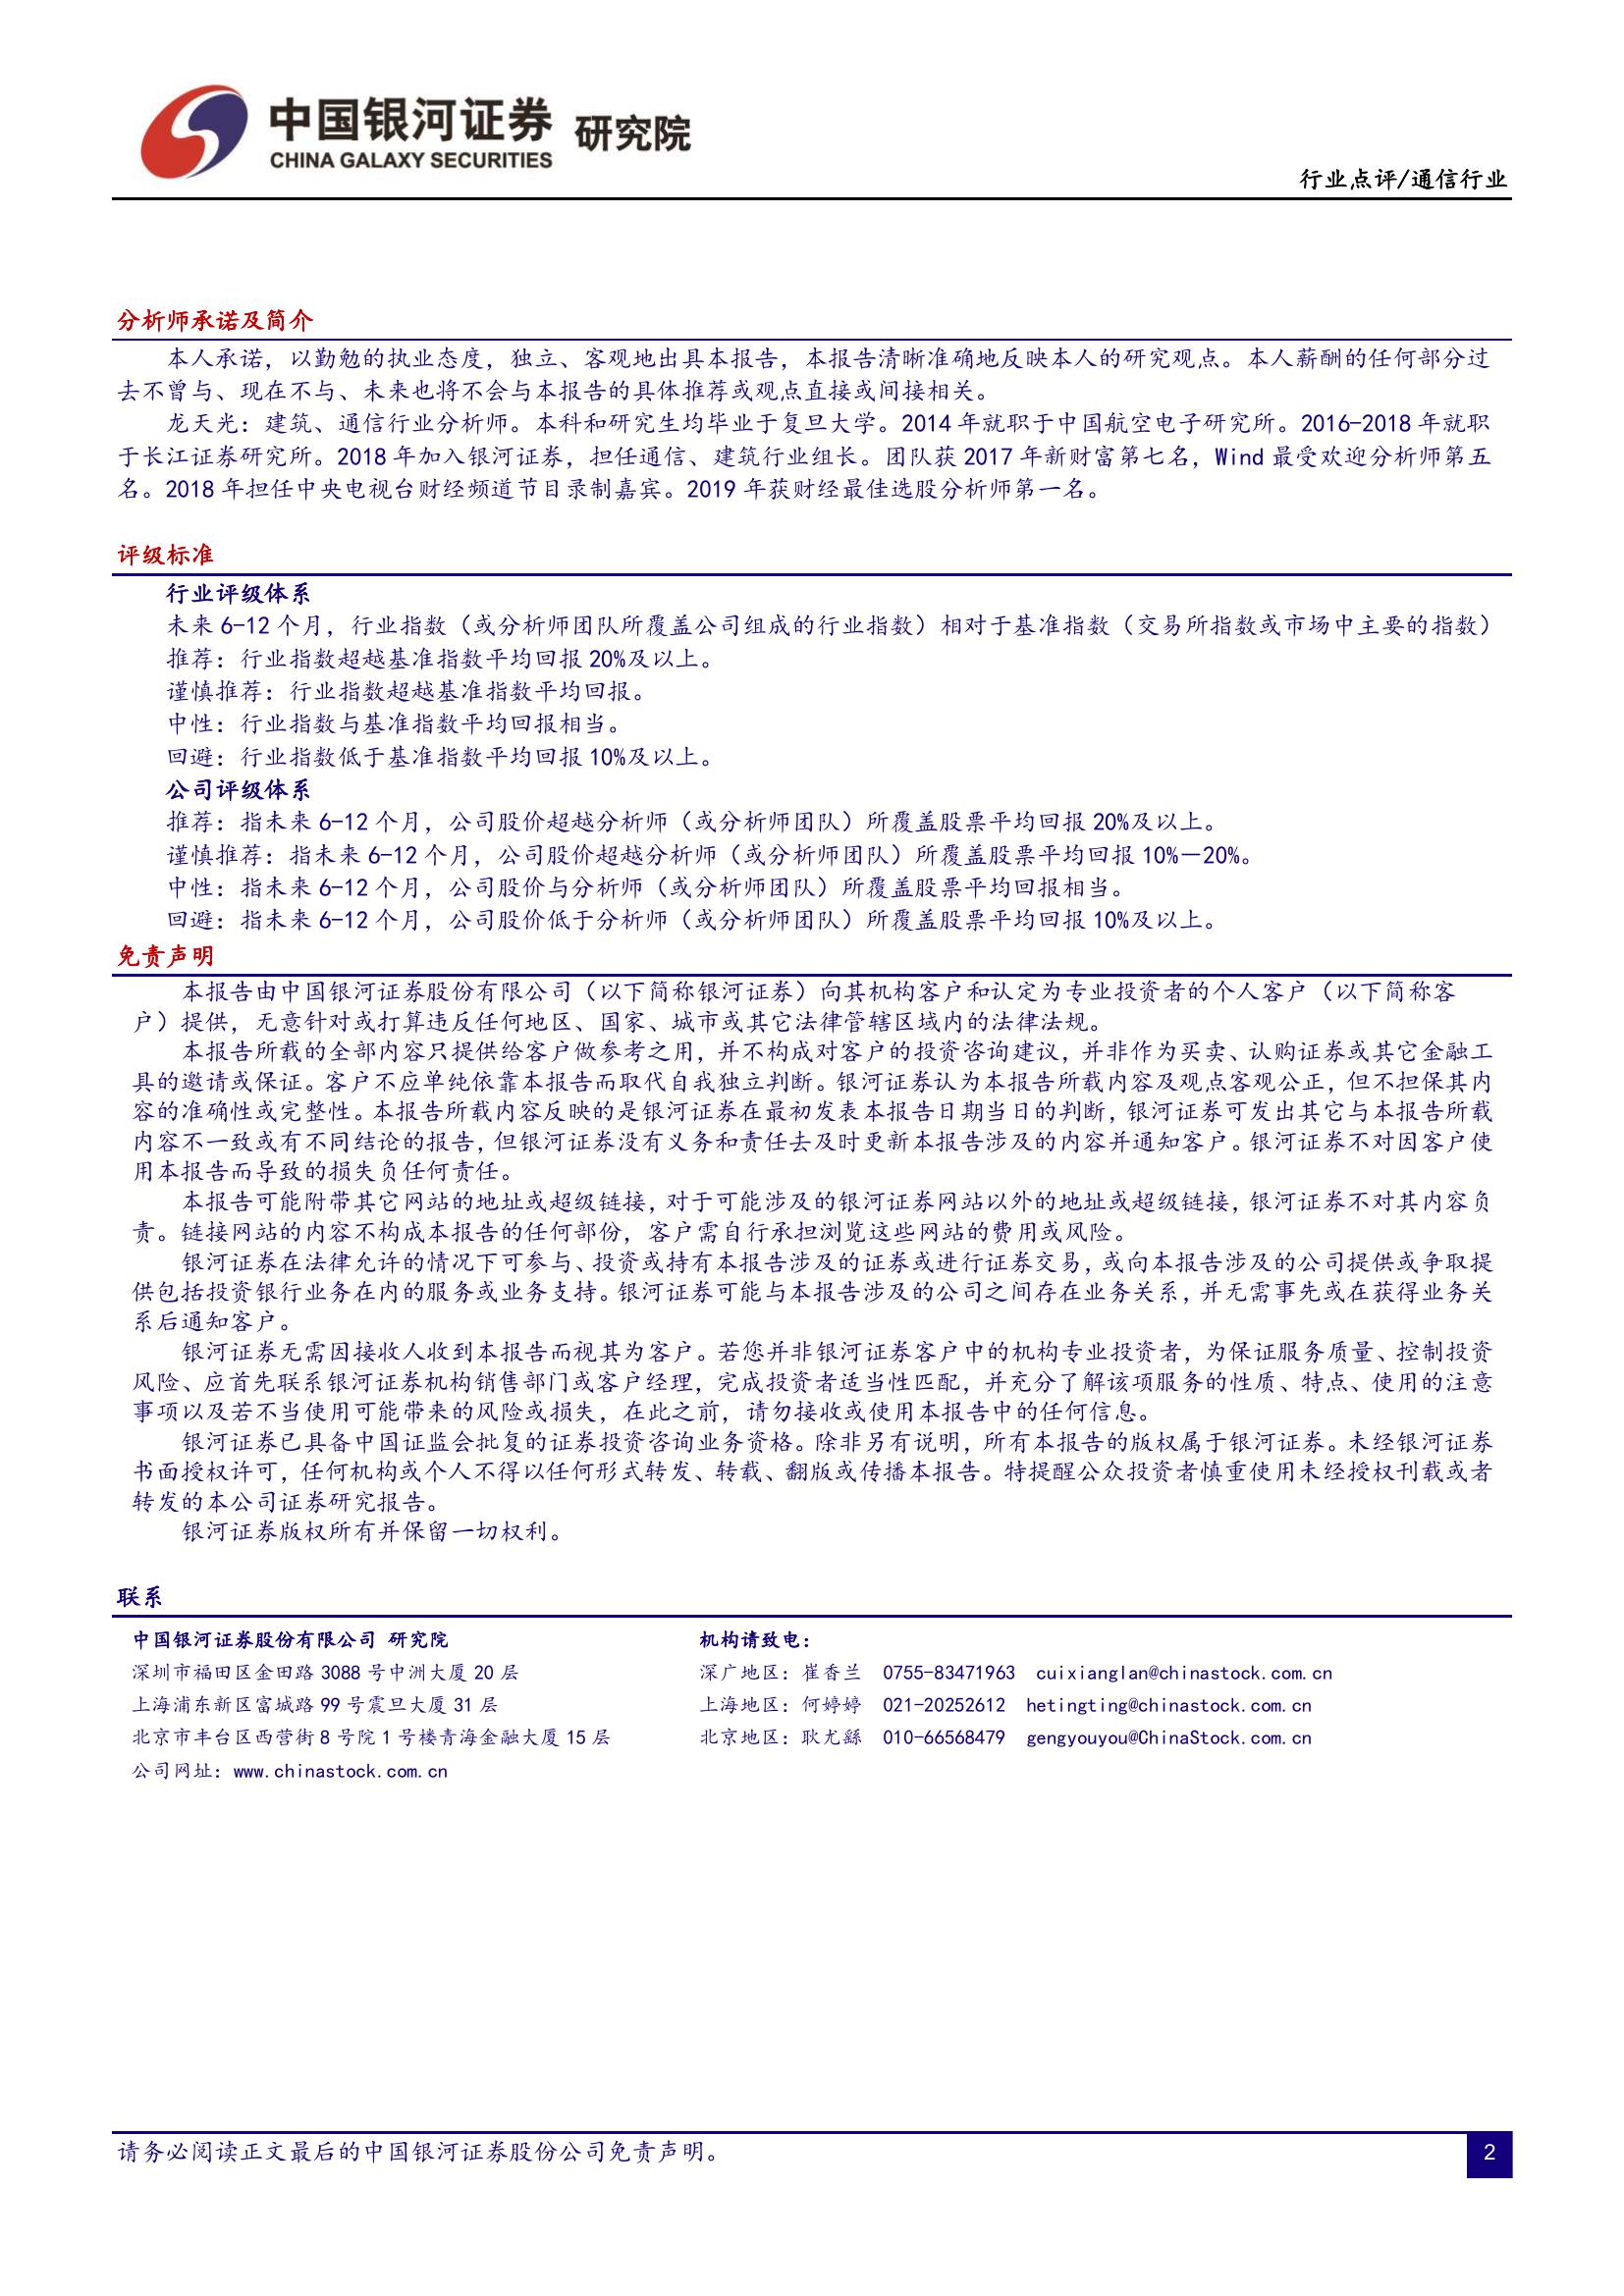 中国银河证券 研究院
CHINA GALAXY SECURITIES
行业点评/通信行业
分析师承诺及简介
本人承诺，以勤勉的执业态度，独立、客观地出具本报告，本报告清晰准确地反映本人的研究观点。本人薪酬的任何部分过
去不曾与、现在不与、未来也将不会与本报告的具体推荐或观点直接或间接相关。
龙天光：建筑、通信行业分析师。本科和研究生均毕业于复旦大学。2014 年就职于中国航空电子研究所。2016-2018 年就职
于长江证券研究所。2018 年加入银河证券，担任通信、建筑行业组长。团队获 2017 年新财富第七名，Wind 最受欢迎分析师第五
名。2018 年担任中央电视台财经频道节目录制嘉宾。2019 年获财经最佳选股分析师第一名。
评级标准
行业评级体系
未来 6-12 个月，行业指数（或分析师团队所覆盖公司组成的行业指数）相对于基准指数（交易所指数或市场中主要的指数）
推荐：行业指数超越基准指数平均回报 20%及以上。
谨慎推荐：行业指数超越基准指数平均回报。
中性：行业指数与基准指数平均回报相当。
回避：行业指数低于基准指数平均回报 10%及以上。
公司评级体系
推荐：指未来 6-12 个月，公司股价超越分析师（或分析师团队）所覆盖股票平均回报 20%及以上。
谨慎推荐：指未来 6-12 个月，公司股价超越分析师（或分析师团队）所覆盖股票平均回报 10%－20%。
中性：指未来 6-12 个月，公司股价与分析师（或分析师团队）所覆盖股票平均回报相当。
回避：指未来 6-12 个月，公司股价低于分析师（或分析师团队）所覆盖股票平均回报 10%及以上。
免责声明
本报告由中国银河证券股份有限公司（以下简称银河证券）向其机构客户和认定为专业投资者的个人客户（以下简称客
户）提供，无意针对或打算违反任何地区、国家、城市或其它法律管辖区域内的法律法规。
本报告所载的全部内容只提供给客户做参考之用，并不构成对客户的投资咨询建议，并非作为买卖、认购证券或其它金融工
具的邀请或保证。客户不应单纯依靠本报告而取代自我独立判断。银河证券认为本报告所载内容及观点客观公正，但不担保其内
容的准确性或完整性。本报告所载内容反映的是银河证券在最初发表本报告日期当日的判断，银河证券可发出其它与本报告所载
内容不一致或有不同结论的报告，但银河证券没有义务和责任去及时更新本报告涉及的内容并通知客户。银河证券不对因客户使
用本报告而导致的损失负任何责任。
本报告可能附带其它网站的地址或超级链接，对于可能涉及的银河证券网站以外的地址或超级链接，银河证券不对其内容负
责。链接网站的内容不构成本报告的任何部份，客户需自行承担浏览这些网站的费用或风险。
银河证券在法律允许的情况下可参与、投资或持有本报告涉及的证券或进行证券交易，或向本报告涉及的公司提供或争取提
供包括投资银行业务在内的服务或业务支持。银河证券可能与本报告涉及的公司之间存在业务关系，并无需事先或在获得业务关
系后通知客户。
银河证券无需因接收人收到本报告而视其为客户。若您并非银河证券客户中的机构专业投资者，为保证服务质量、控制投资
风险、应首先联系银河证券机构销售部门或客户经理，完成投资者适当性匹配，并充分了解该项服务的性质、特点、使用的注意
事项以及若不当使用可能带来的风险或损失，在此之前，请勿接收或使用本报告中的任何信息。
银河证券已具备中国证监会批复的证券投资咨询业务资格。除非另有说明，所有本报告的版权属于银河证券。未经银河证券
书面授权许可，任何机构或个人不得以任何形式转发、转载、翻版或传播本报告。特提醒公众投资者慎重使用未经授权刊载或者
转发的本公司证券研究报告。
银河证券版权所有并保留一切权利。
联系
中国银河证券股份有限公司 研究院 机构请致电：
深圳市福田区金田路 3088 号中洲大厦 20 层 深广地区：崔香兰 0755-83471963 cuixianglan@chinastock.com.cn
上海浦东新区富城路 99 号震旦大厦 31 层 上海地区：何婷婷 021-20252612 hetingting@chinastock.com.cn
北京市丰台区西营街 8 号院 1 号楼青海金融大厦 15 层 北京地区：耿尤繇 010-66568479 gengyouyou@ChinaStock.com.cn
公司网址：www.chinastock.com.cn
请务必阅读正文最后的中国银河证券股份公司免责声明。
2